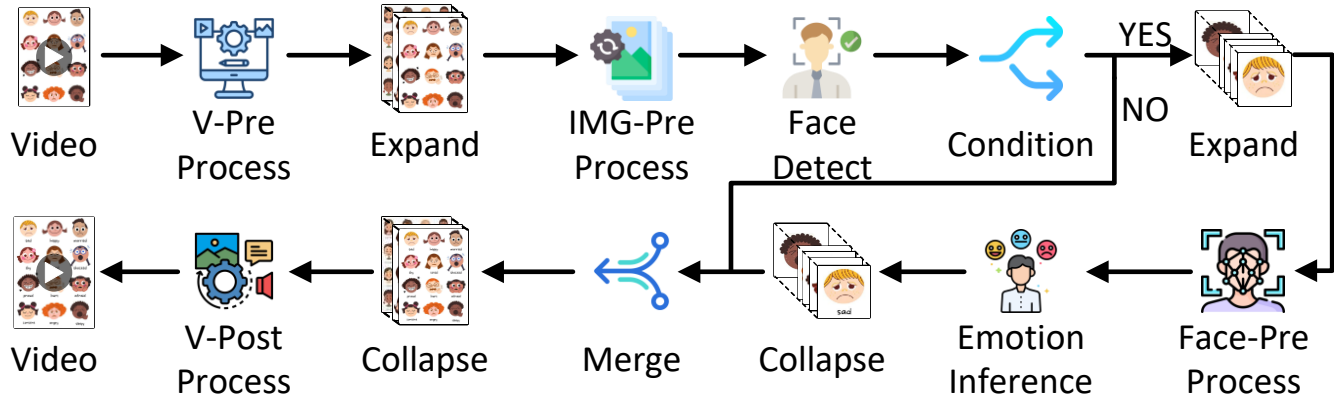 Video
V-Pre
Process
Expand
IMG-Pre
Process
Face
Detect
Condition
YES
NO
Expand
Video
V-Post
Process
Collapse
Merge
Collapse
sad
Emotion
Inference
Face-Pre
Process